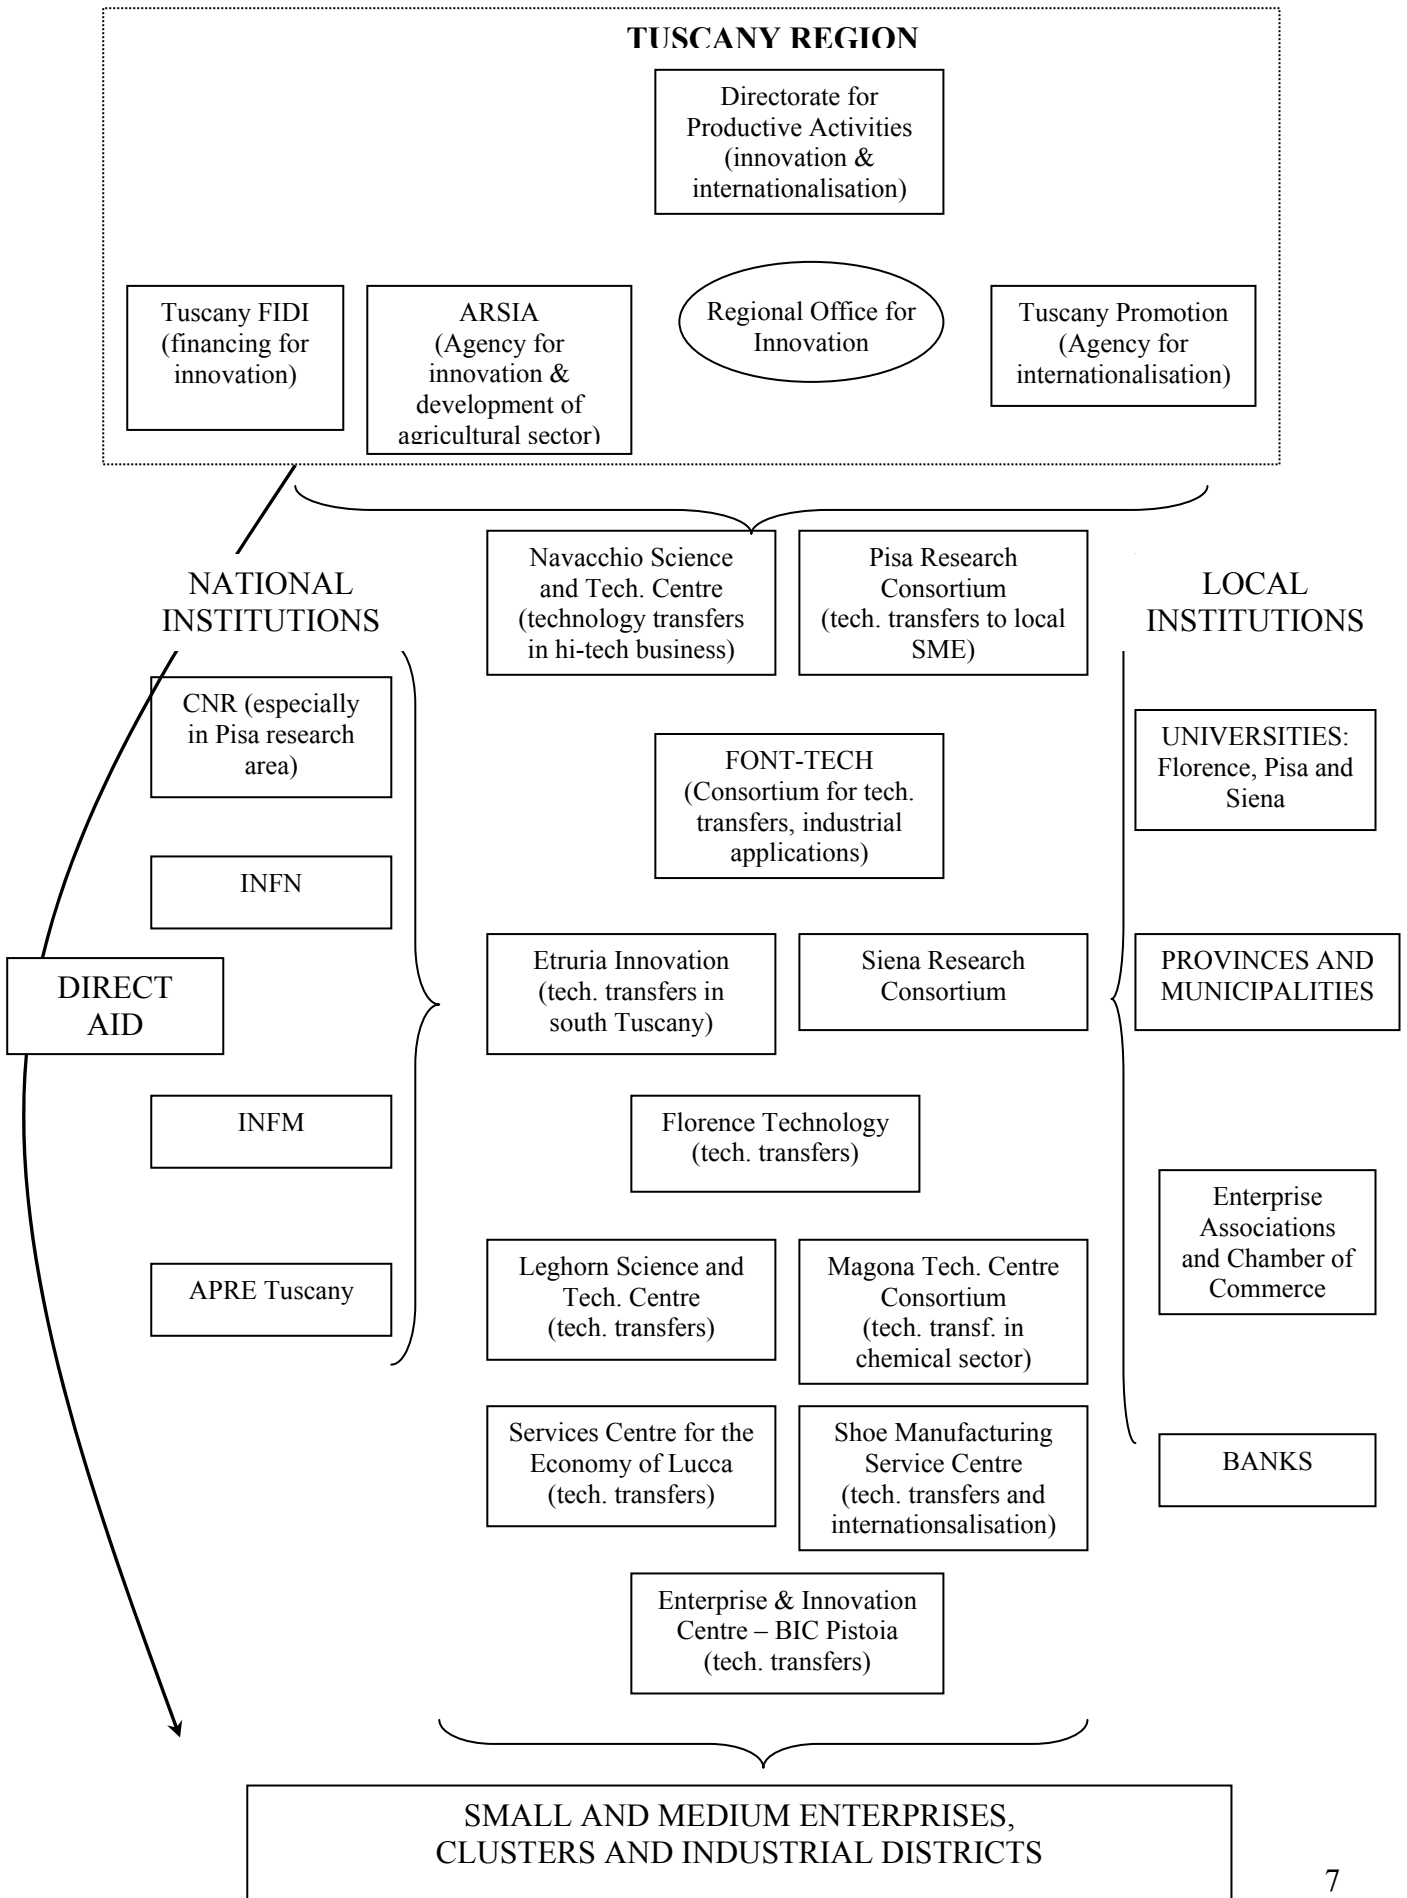 TUSCANY REGION
Directorate for
Productive Activities
(innovation &
internationalisation)
Tuscany FIDI
(financing for
innovation)
ARSIA
(Agency for
innovation &
development of
agricultural sector)
Regional Office for
Innovation
Tuscany Promotion
(Agency for
internationalisation)
NATIONAL
INSTITUTIONS
Navacchio Science
and Tech. Centre
(technology transfers
in hi-tech business)
Pisa Research
Consortium
(tech. transfers to local
SME)
LOCAL
INSTITUTIONS
CNR (especially
in Pisa research
area)
FONT-TECH
(Consortium for tech.
transfers, industrial
applications)
UNIVERSITIES:
Florence, Pisa and
Siena
INFN
DIRECT
AID
Etruria Innovation
(tech. transfers in
south Tuscany)
Siena Research
Consortium
PROVINCES AND
MUNICIPALITIES
INFM
Florence Technology
(tech. transfers)
Enterprise
Associations
and Chamber of
Commerce
APRE Tuscany
Leghorn Science and
Tech. Centre
(tech. transfers)
Magona Tech. Centre
Consortium
(tech. transf. in
chemical sector)
Services Centre for the
Economy of Lucca
(tech. transfers)
Shoe Manufacturing
Service Centre
(tech. transfers and
internationsalisation)
BANKS
Enterprise & Innovation
Centre – BIC Pistoia
(tech. transfers)
SMALL AND MEDIUM ENTERPRISES,
CLUSTERS AND INDUSTRIAL DISTRICTS
7